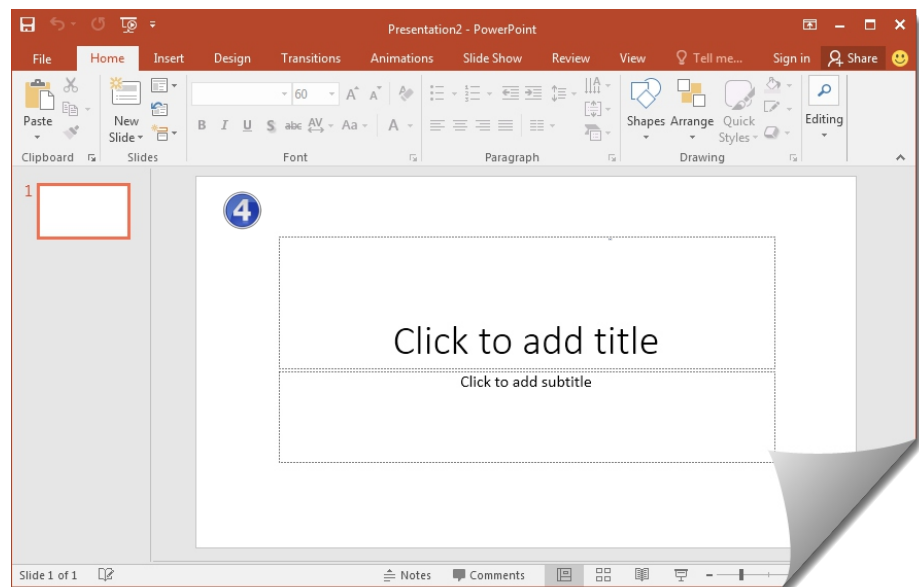 Presentation2 - PowerPoint
File Home Insert Design Transitions Animations Slide Show Review View Tell me... Sign in Share
Paste New Slide 60 A A B I U S abc AV Aa A Shapes Arrange Quick Styles Editing
Clipboard Slides Font Paragraph Drawing
1
4
Click to add title
Click to add subtitle
Slide 1 of 1 Notes Comments